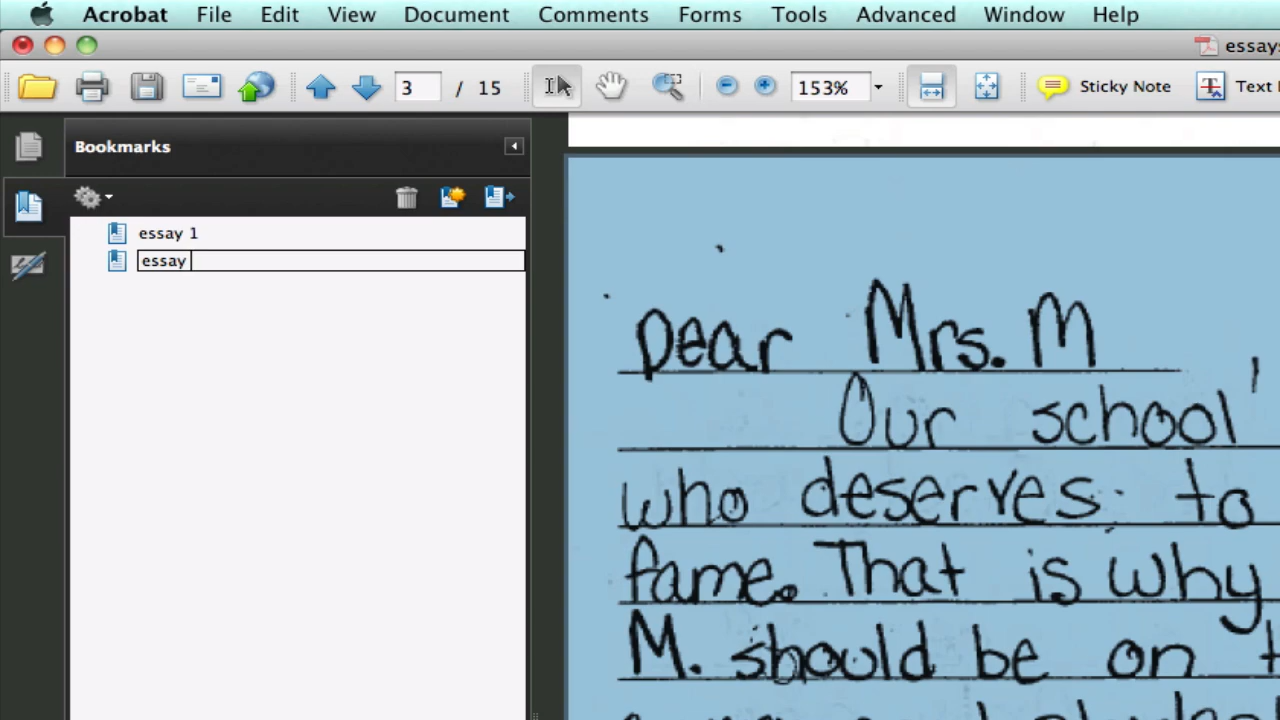 Acrobat File Edit View Document Comments Forms Tools Advanced Window Help
essays
3 / 15 153% Sticky Note Text
Bookmarks
essay 1
essay
Dear Mrs. M
Our school'
who deserves to
fame. That is why
M. should be on